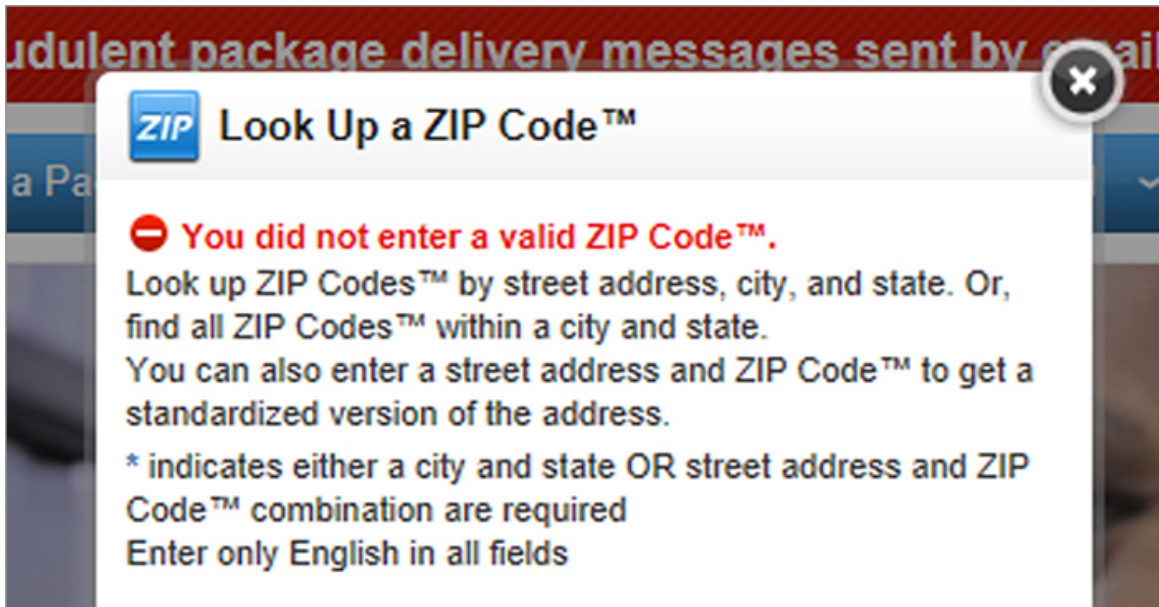 udulent package delivery messages sent by email
ZIP Look Up a ZIP Code™
a Pa
You did not enter a valid ZIP Code™.
Look up ZIP Codes™ by street address, city, and state. Or,
find all ZIP Codes™ within a city and state.
You can also enter a street address and ZIP Code™ to get a
standardized version of the address.
* indicates either a city and state OR street address and ZIP
Code™ combination are required
Enter only English in all fields